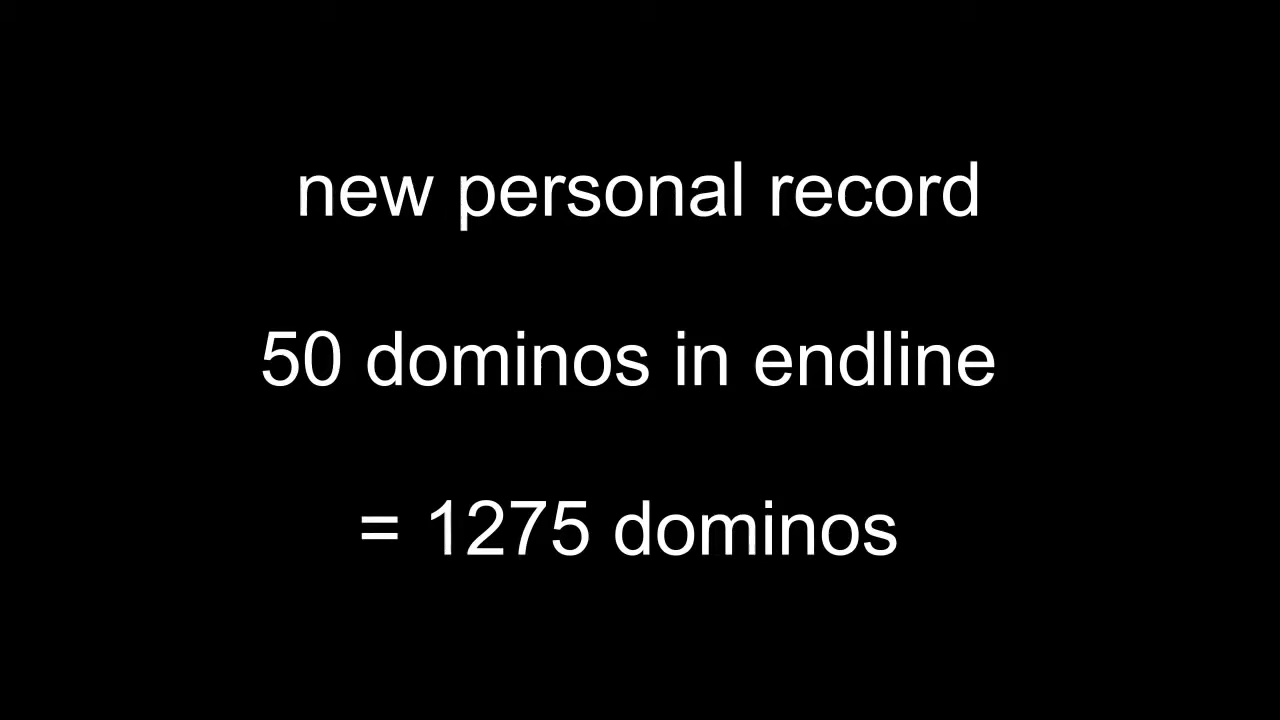 new personal record
50 dominos in endline
= 1275 dominos